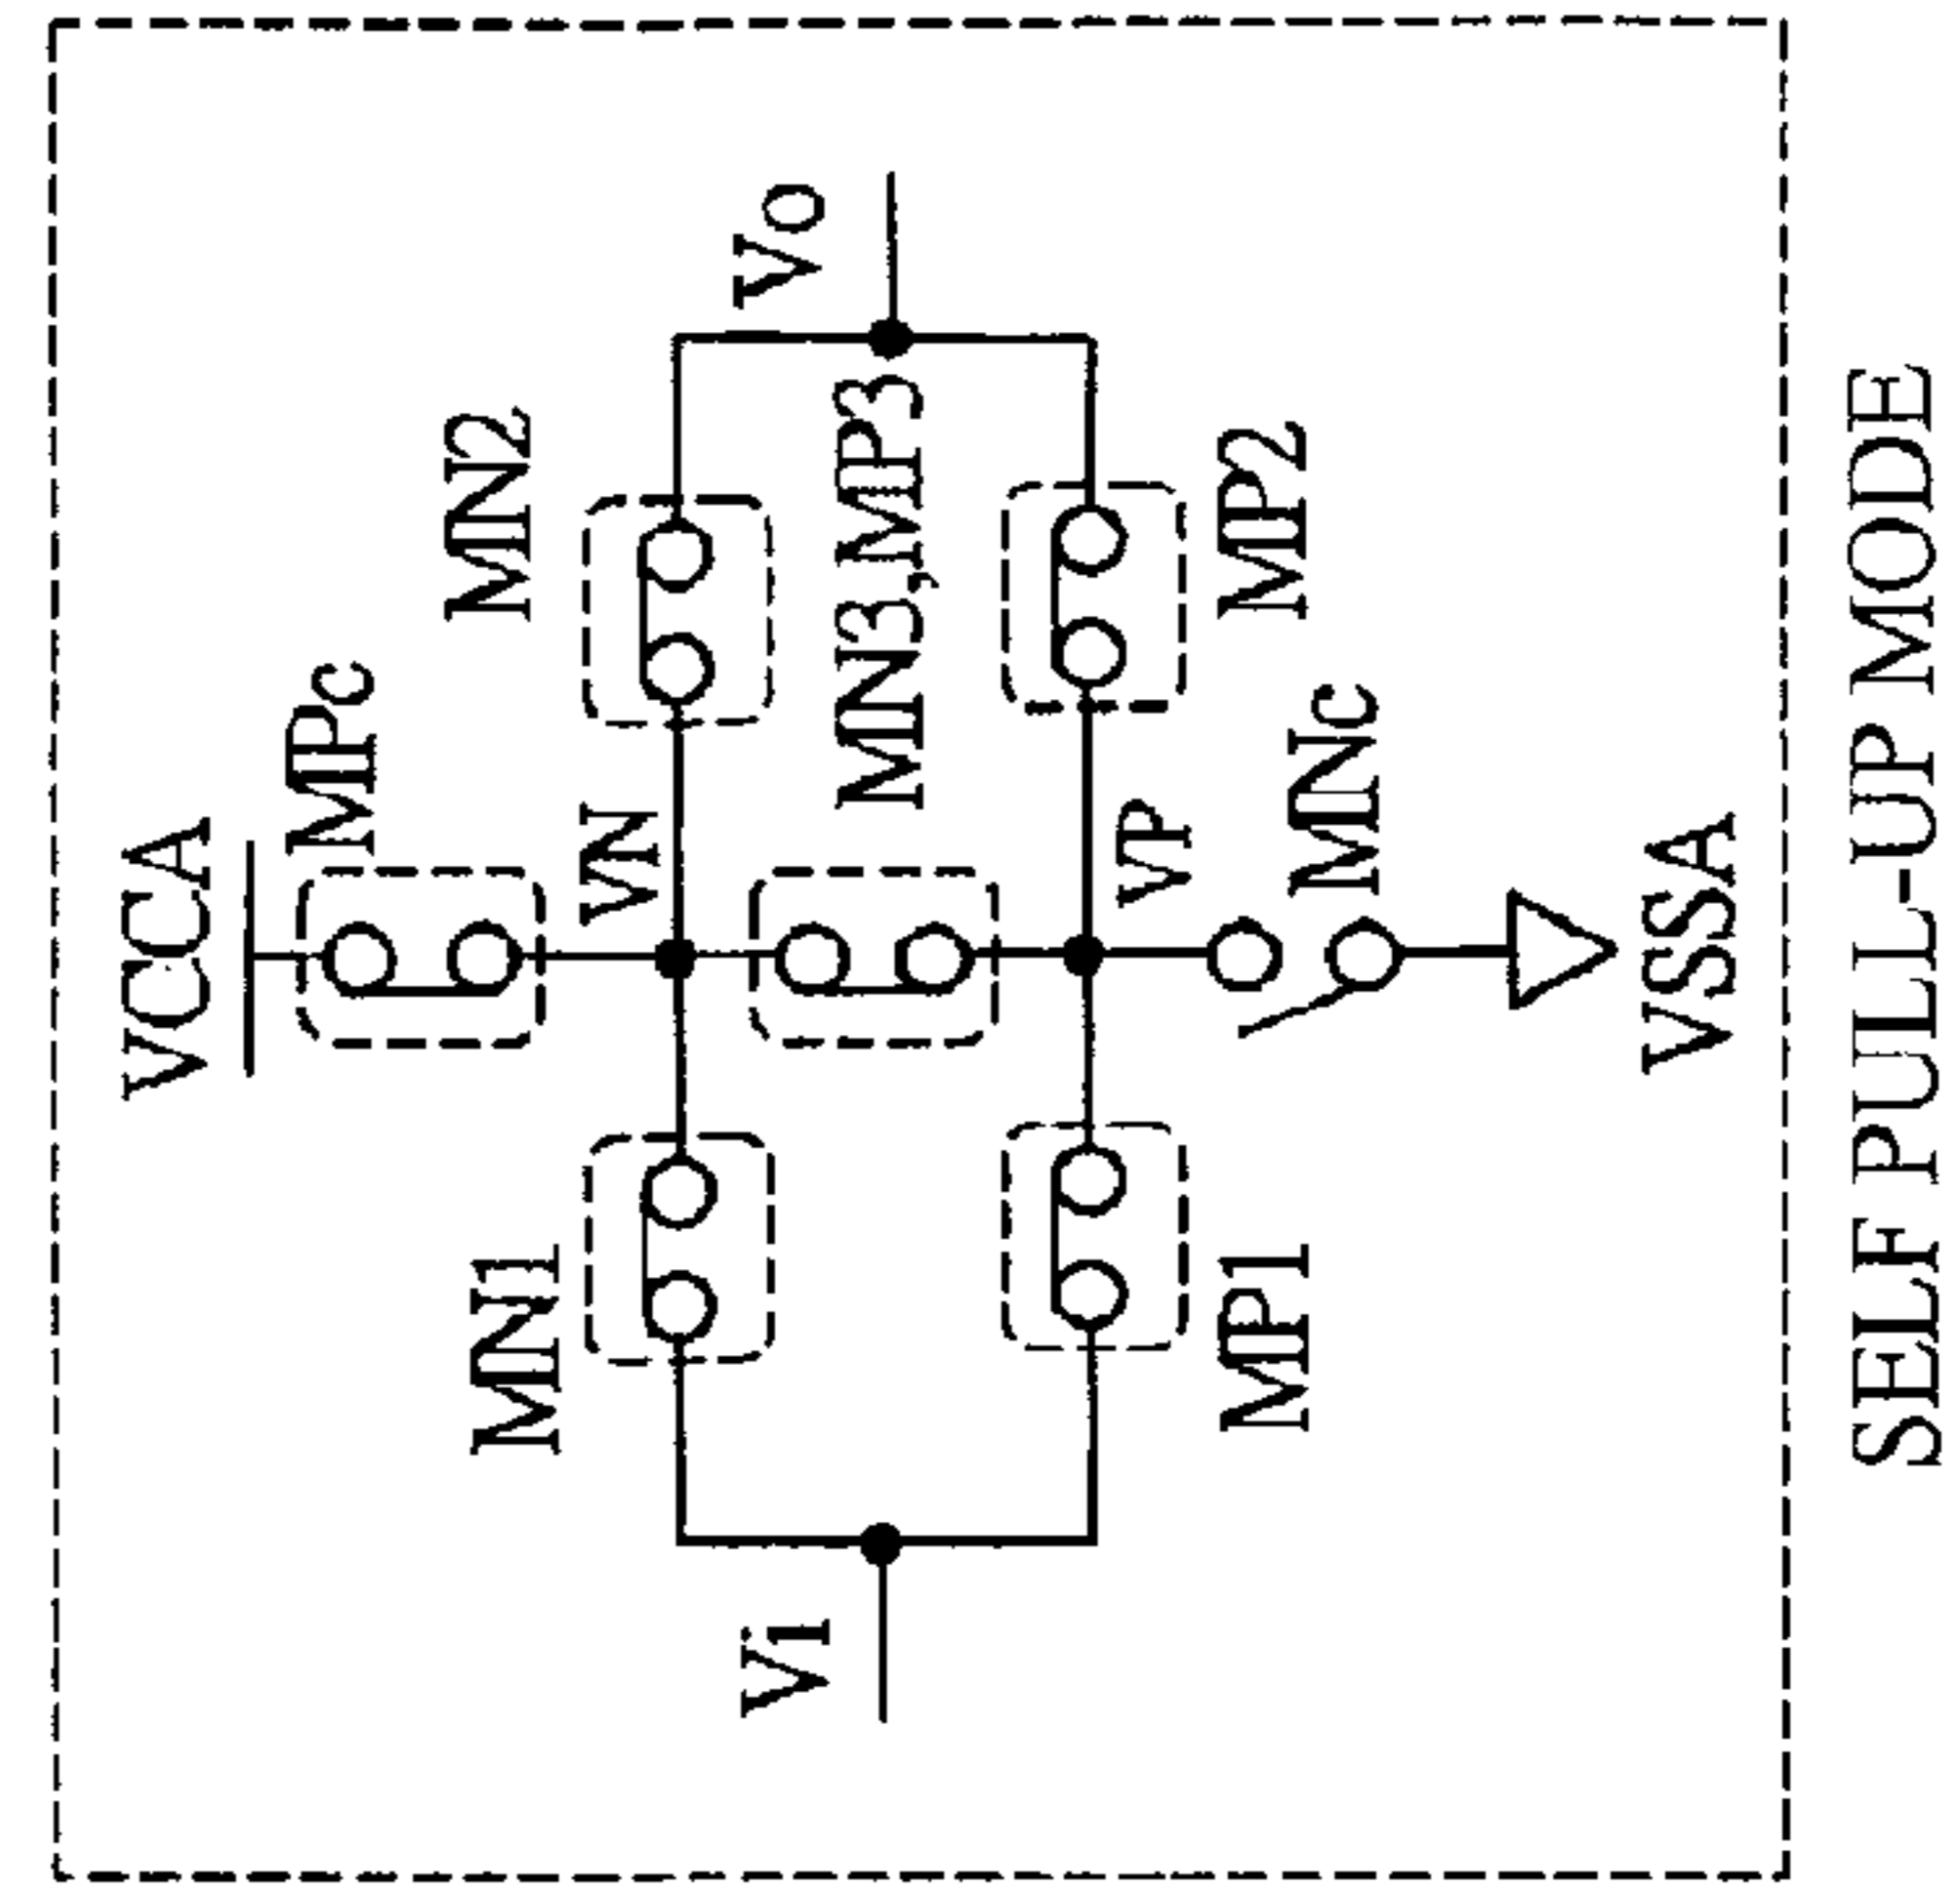 VCCA
MPc
MN1
VN
MN2
Vi
MN3,MP3
Vo
VP
MP1
MNc
MP2
VSSA
SELF PULL-UP MODE